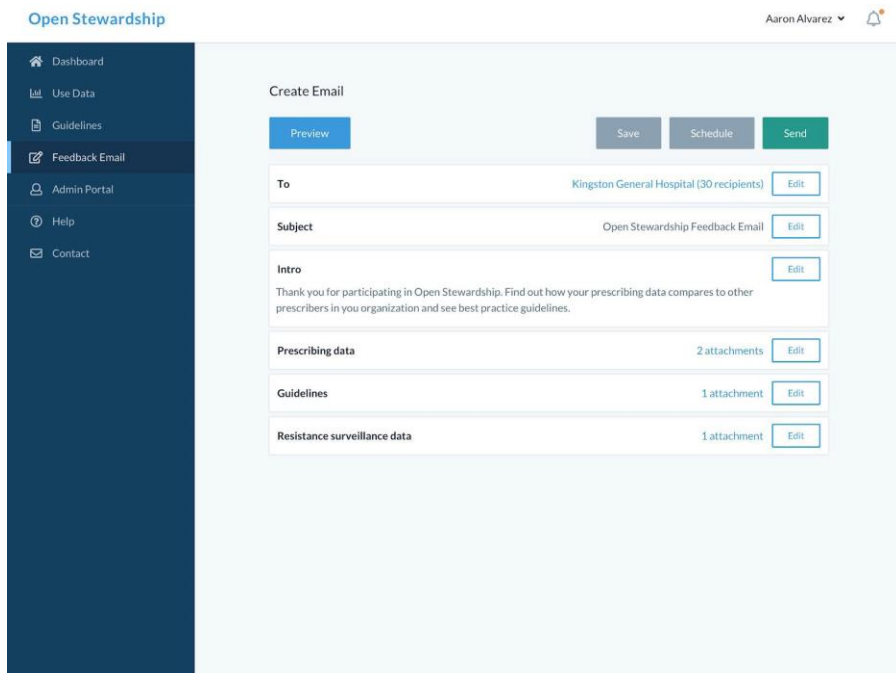 Open Stewardship
Aaron Alvarez
Dashboard
Use Data
Guidelines
Feedback Email
Admin Portal
Help
Contact
Create Email
Preview
Save
Schedule
Send
To
Kingston General Hospital (30 recipients)
Edit
Subject
Open Stewardship Feedback Email
Edit
Intro
Edit
Thank you for participating in Open Stewardship. Find out how your prescribing data compares to other
prescribers in you organization and see best practice guidelines.
Prescribing data
2 attachments
Edit
Guidelines
1 attachment
Edit
Resistance surveillance data
1 attachment
Edit